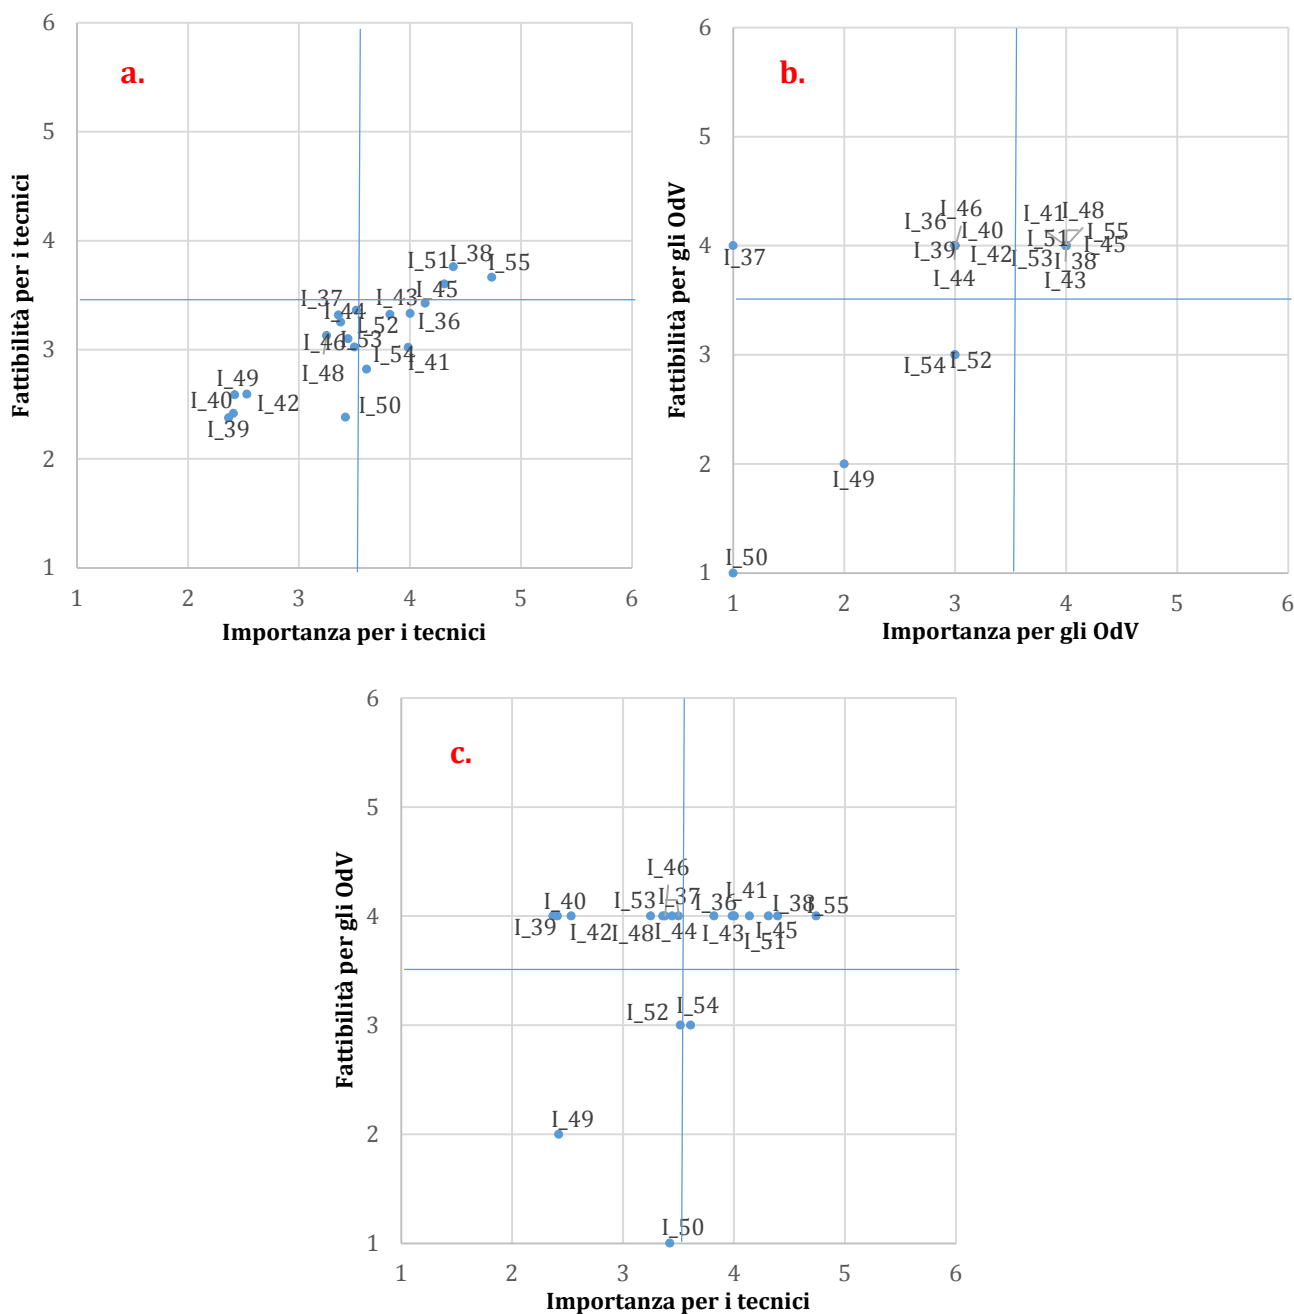 a.
6
5
4
3
2
1
Fattibilità per i tecnici
I_51
I_38
I_55
I_45
I_37
I_43
I_44
I_52
I_36
I_46
I_53
I_41
I_48
I_54
I_49
I_40
I_42
I_50
I_39
1 2 3 4 5 6
Importanza per i tecnici
b.
6
5
4
3
2
1
Fattibilità per gli OdV
I_46
I_41
I_48
I_36
I_40
I_51
I_55
I_37
I_39
I_42
I_53
I_38
I_45
I_44
I_43
I_54
I_52
I_49
I_50
1 2 3 4 5 6
Importanza per gli OdV
c.
6
5
4
3
2
1
Fattibilità per gli OdV
I_46
I_40
I_53
I_37
I_36
I_41
I_38
I_55
I_39
I_42
I_48
I_44
I_43
I_51
I_45
I_52
I_54
I_49
I_50
1 2 3 4 5 6
Importanza per i tecnici